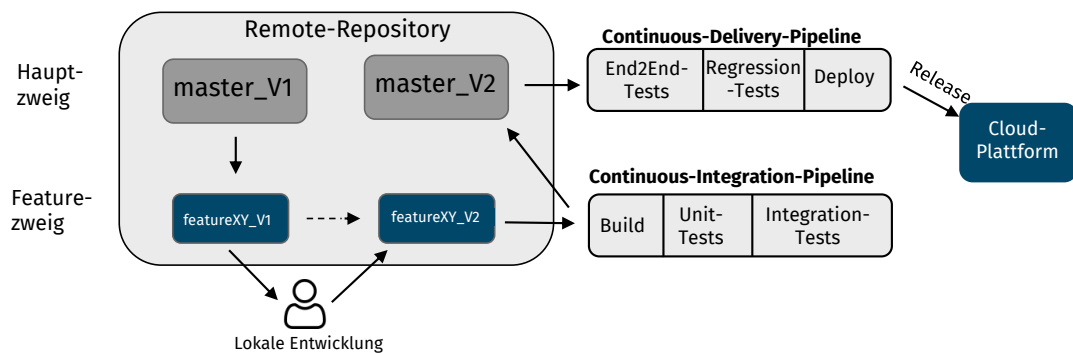 Remote-Repository
Haupt-
zweig
master_V1
master_V2
Continuous-Delivery-Pipeline
End2End-
Tests
Regression
-Tests
Deploy
Release
Cloud-
Plattform
Feature-
zweig
featureXY_V1
featureXY_V2
Continuous-Integration-Pipeline
Build
Unit-
Tests
Integration-
Tests
Lokale Entwicklung